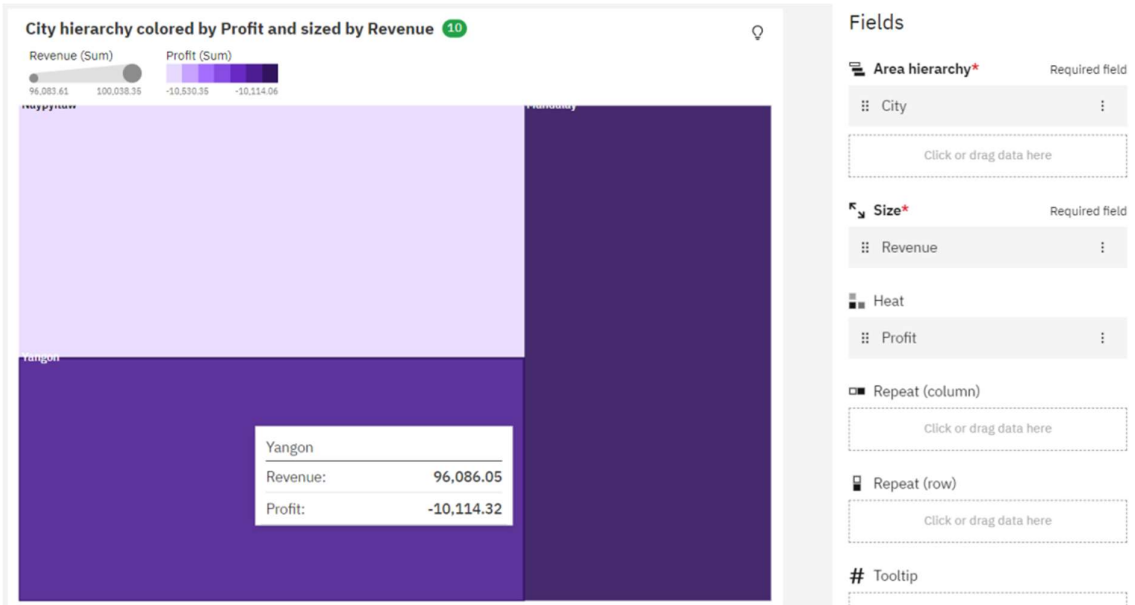 City hierarchy colored by Profit and sized by Revenue 10
Revenue (Sum) Profit (Sum)
96,083.61 100,038.35 -10,530.35 -10,114.06
Yangon
Yangon
Revenue: 96,086.05
Profit: -10,114.32
Fields
Area hierarchy* Required field
City
Click or drag data here
Size* Required field
Revenue
Heat
Profit
Repeat (column)
Click or drag data here
Repeat (row)
Click or drag data here
# Tooltip